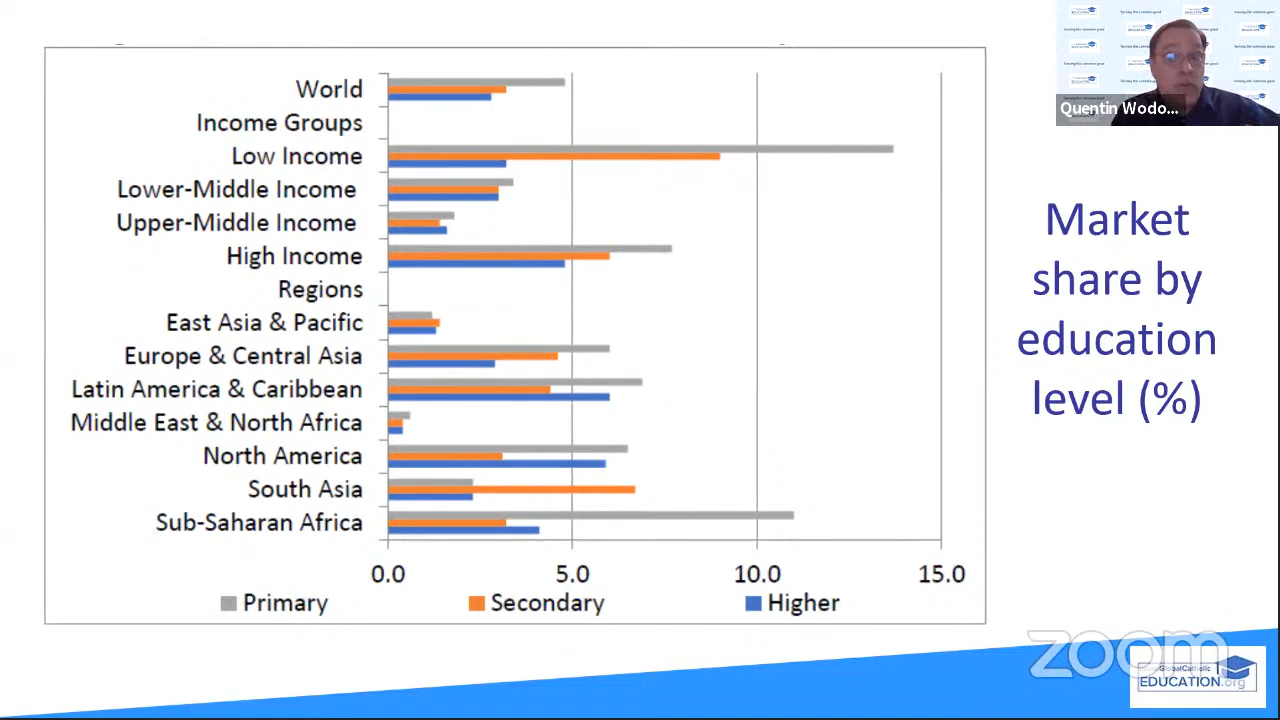 World
Income Groups
Low Income
Lower-Middle Income
Upper-Middle Income
High Income
Regions
East Asia & Pacific
Europe & Central Asia
Latin America & Caribbean
Middle East & North Africa
North America
South Asia
Sub-Saharan Africa
0.0 5.0 10.0 15.0
Primary Secondary Higher
Quentin Wodo...
Market
share by
education
level (%)
zoom
GlobalCatholic
EDUCATION.org